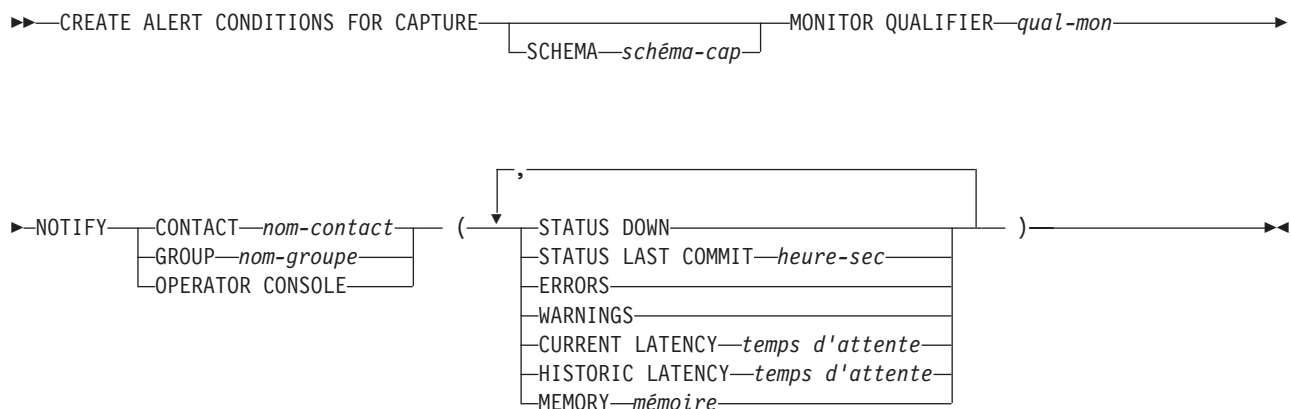 CREATE ALERT CONDITIONS FOR CAPTURE MONITOR QUALIFIER qual-mon
SCHEMA schéma-cap
,
NOTIFY CONTACT nom-contact ( STATUS DOWN )
GROUP nom-groupe STATUS LAST COMMIT heure-sec
OPERATOR CONSOLE ERRORS
WARNINGS
CURRENT LATENCY temps d'attente
HISTORIC LATENCY temps d'attente
MEMORY mémoire